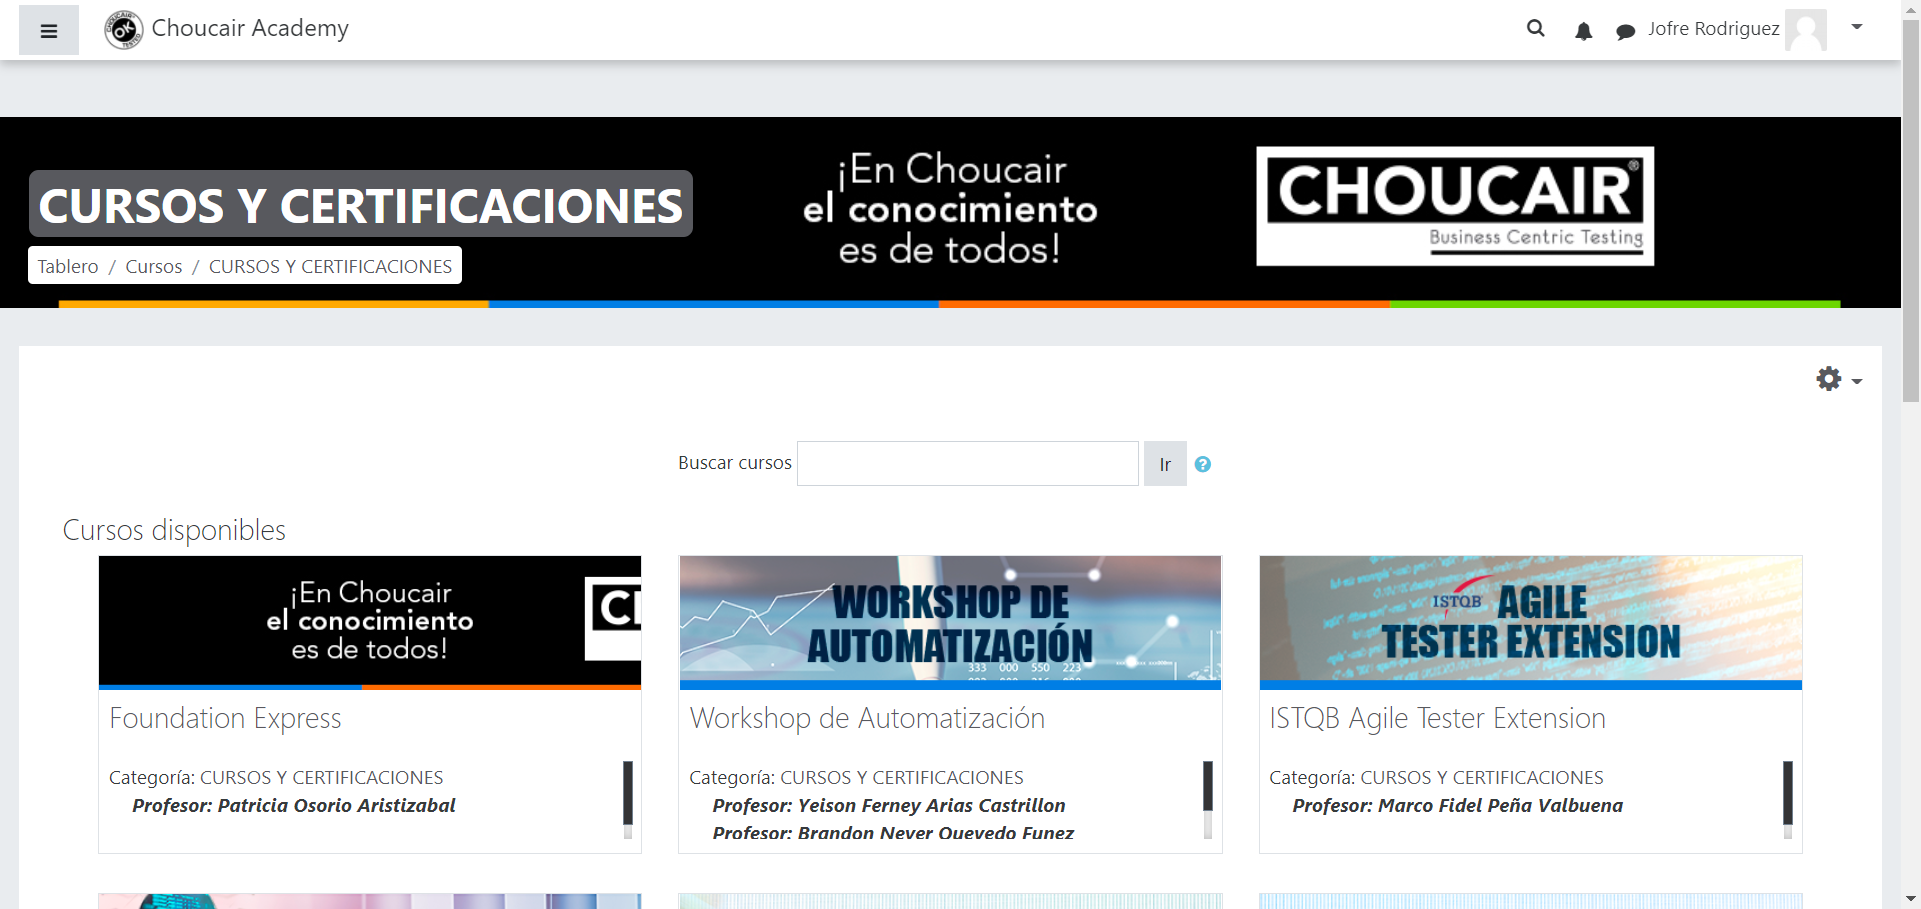 Choucair Academy
Jofre Rodriguez
CURSOS Y CERTIFICACIONES
Tablero / Cursos / CURSOS Y CERTIFICACIONES
¡En Choucair
el conocimiento
es de todos!
CHOUCAIR®
Business Centric Testing
Buscar cursos
Ir
Cursos disponibles
¡En Choucair
el conocimiento
es de todos!
Foundation Express
Categoría: CURSOS Y CERTIFICACIONES
Profesor: Patricia Osorio Aristizabal
WORKSHOP DE
AUTOMATIZACIÓN
333 000 550 223
Workshop de Automatización
Categoría: CURSOS Y CERTIFICACIONES
Profesor: Yeison Ferney Arias Castrillon
Profesor: Brandon Never Quevedo Funez
ISTQB AGILE
TESTER EXTENSION
ISTQB Agile Tester Extension
Categoría: CURSOS Y CERTIFICACIONES
Profesor: Marco Fidel Peña Valbuena